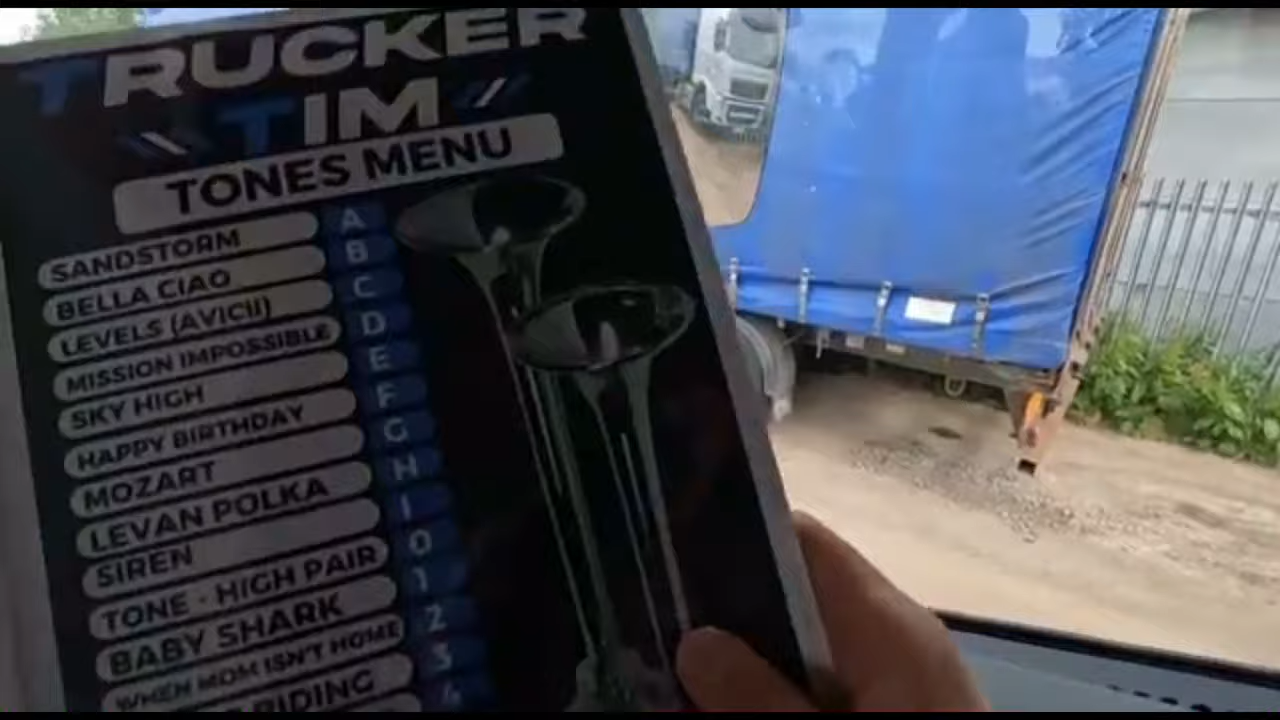 TRUCKER
TIM
TONES MENU
SANDSTORM A
BELLA CIAO B
LEVELS (AVICII) C
MISSION IMPOSSIBLE D
SKY HIGH E
HAPPY BIRTHDAY F
MOZART G
LEVAN POLKA H
SIREN I
TONE - HIGH PAIR 0
BABY SHARK 1
WHEN MOM ISN'T HOME 2
RIDING 3
4